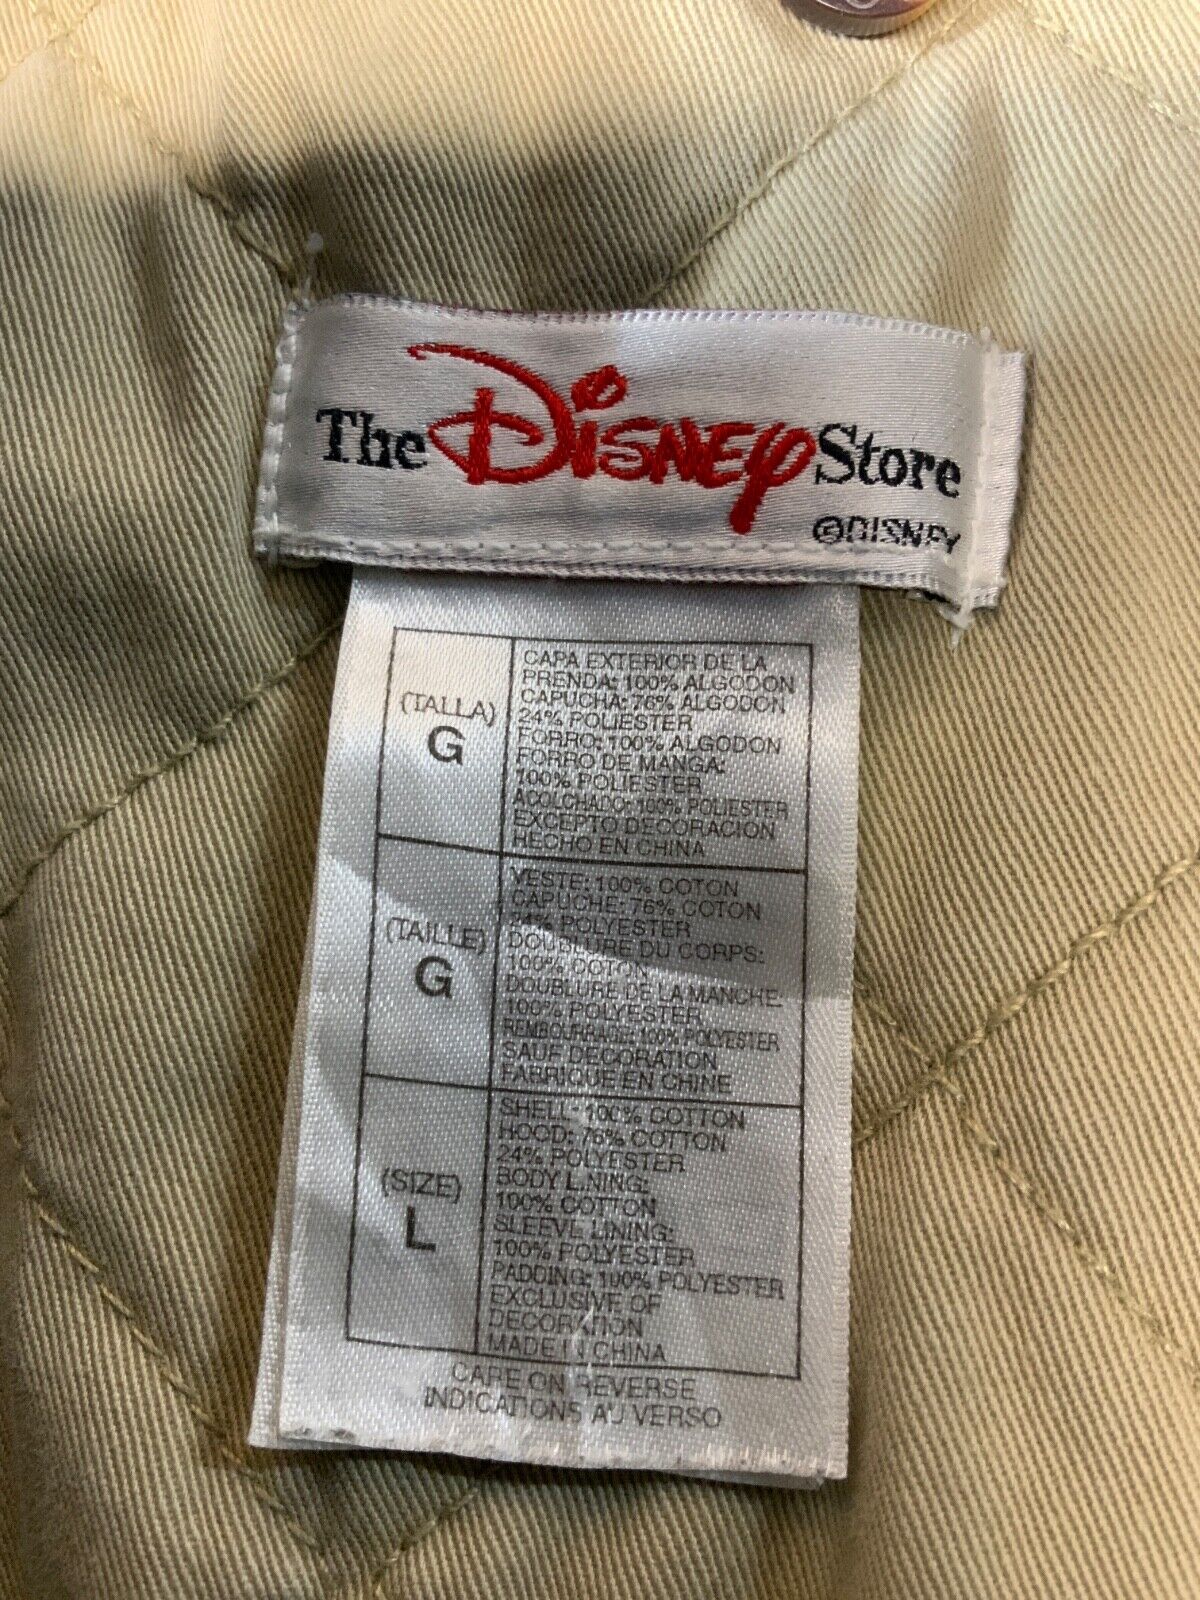 The Disney Store
©DISNEY
(TALLA)
G
CAPA EXTERIOR DE LA
PRENDA: 100% ALGODON
CAPUCHA: 76% ALGODON
24% POLIESTER
FORRO: 100% ALGODON
FORRO DE MANGA:
100% POLIESTER
ACOLCHADO: 100% POLIESTER
EXCEPTO DECORACION
HECHO EN CHINA
(TAILLE)
G
VESTE: 100% COTON
CAPUCHE: 76% COTON
24% POLYESTER
DOUBLURE DU CORPS:
100% COTON
DOUBLURE DE LA MANCHE:
100% POLYESTER
REMBOURRAGE: 100% POLYESTER
SAUF DECORATION
FABRIQUE EN CHINE
(SIZE)
L
SHELL: 100% COTTON
HOOD: 76% COTTON
24% POLYESTER
BODY LINING:
100% COTTON
SLEEVE LINING:
100% POLYESTER
PADDING: 100% POLYESTER
EXCLUSIVE OF
DECORATION
MADE IN CHINA
CARE ON REVERSE
INDICATIONS AU VERSO